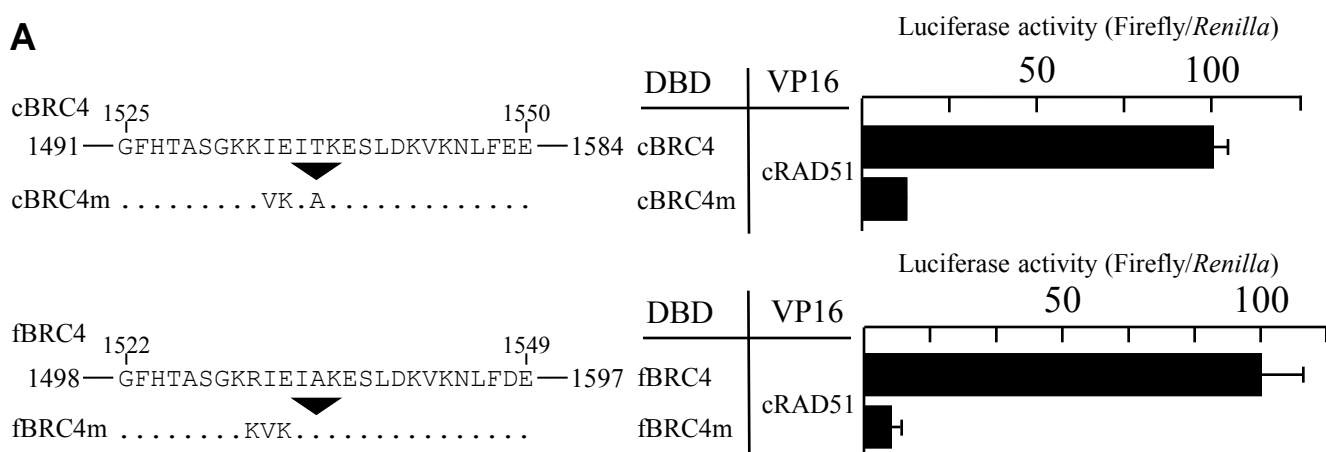 A
Luciferase activity (Firefly/Renilla)
DBD VP16 50 100
cBRC4
1525 1550
1491 GFHTASGKKIEITKESLDKVKNLFEE 1584 cBRC4
cRAD51
cBRC4m .........VK.A............. cBRC4m
Luciferase activity (Firefly/Renilla)
DBD VP16 50 100
fBRC4
1522 1549
1498 GFHTASGKRIEIAKESLDKVKNLFDE 1597 fBRC4
cRAD51
fBRC4m ........KVK............... fBRC4m